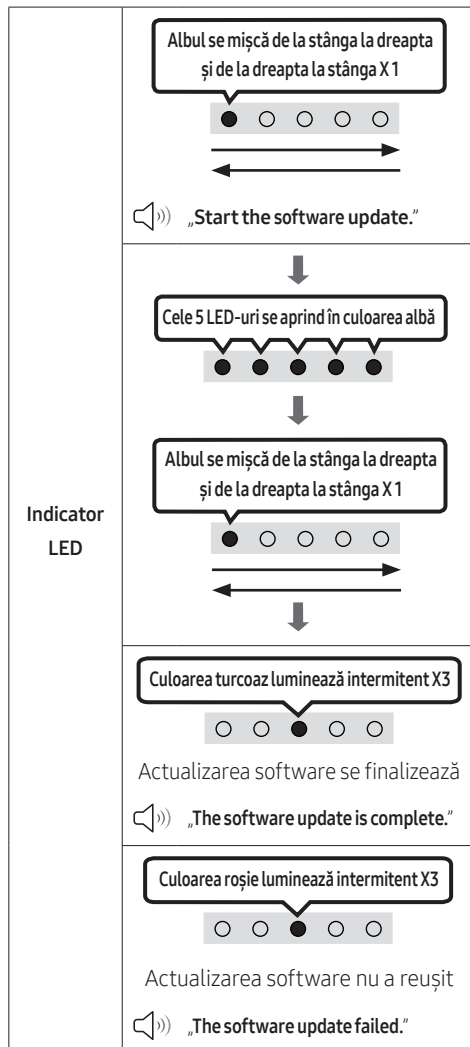 Indicator
LED
Albul se mișcă de la stânga la dreapta
și de la dreapta la stânga X 1
„Start the software update.”
Cele 5 LED-uri se aprind în culoarea albă
Albul se mișcă de la stânga la dreapta
și de la dreapta la stânga X 1
Culoarea turcoaz luminează intermitent X3
Actualizarea software se finalizează
„The software update is complete.”
Culoarea roșie luminează intermitent X3
Actualizarea software nu a reușit
„The software update failed.”